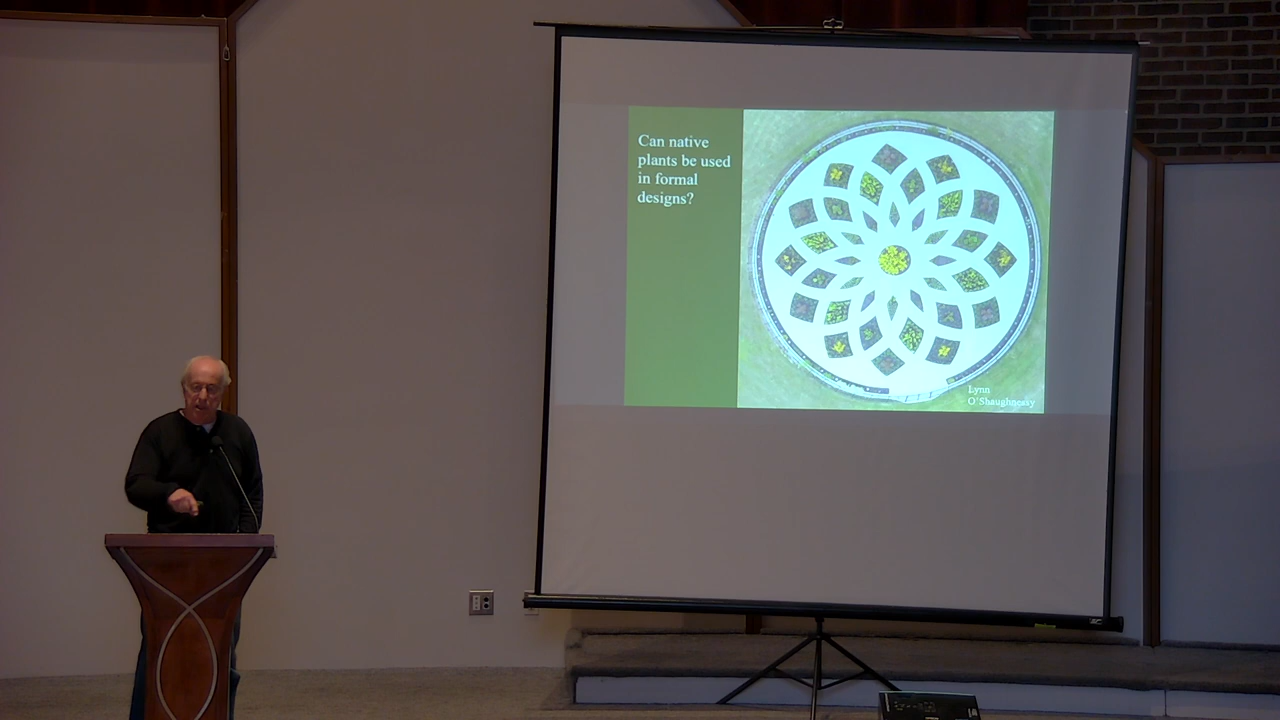 Can native
plants be used
in formal
designs?
Lynn
O'Shaughnessy